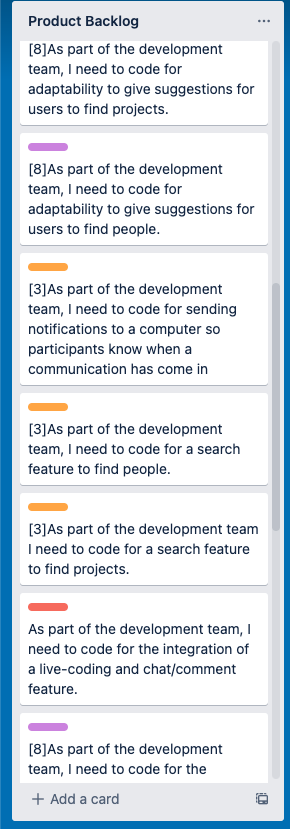 Product Backlog
[8]As part of the development
team, I need to code for
adaptability to give suggestions for
users to find projects.
[8]As part of the development
team, I need to code for
adaptability to give suggestions for
users to find people.
[3]As part of the development
team, I need to code for sending
notifications to a computer so
participants know when a
communication has come in
[3]As part of the development
team, I need to code for a search
feature to find people.
[3]As part of the development team
I need to code for a search feature
to find projects.
As part of the development team, I
need to code for the integration of
a live-coding and chat/comment
feature.
[8]As part of the development
team, I need to code for the
Add a card